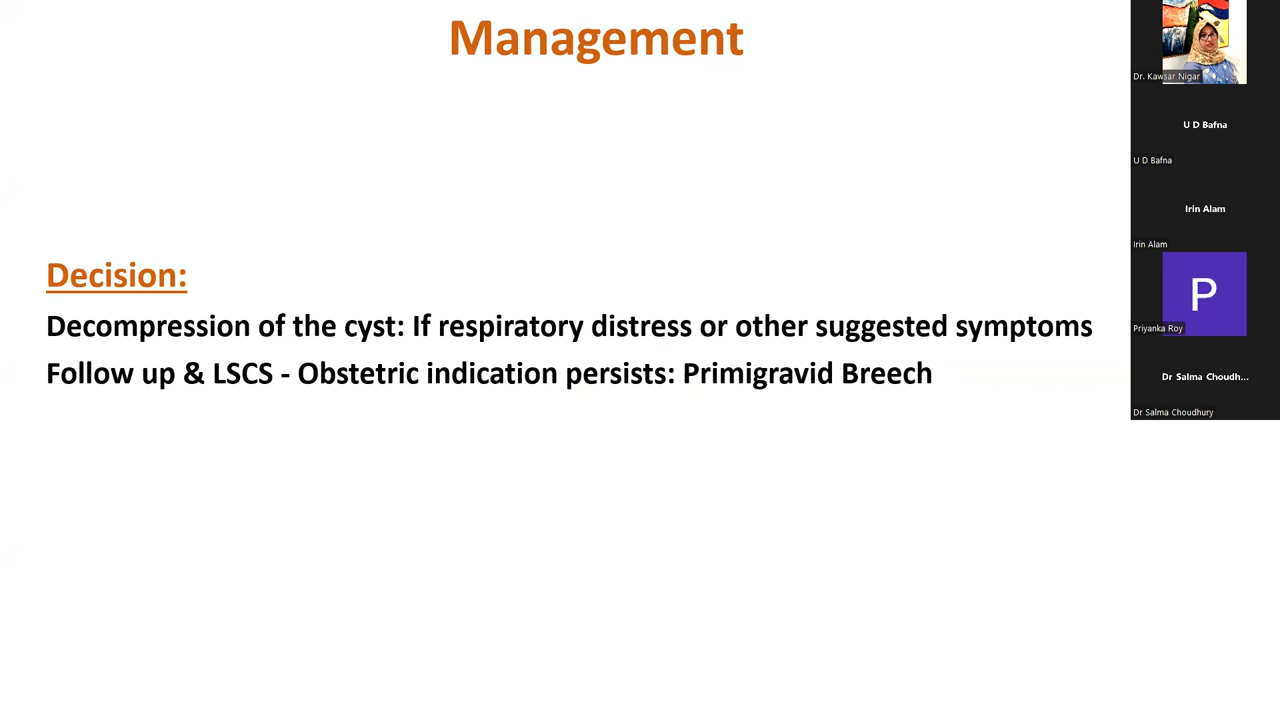 Management
Decision:
Decompression of the cyst: If respiratory distress or other suggested symptoms
Follow up & LSCS - Obstetric indication persists: Primigravid Breech
Dr. Kawsar Nigar
U D Bafna
U D Bafna
Irin Alam
Irin Alam
P
Priyanka Roy
Dr Salma Choudh...
Dr Salma Choudhury